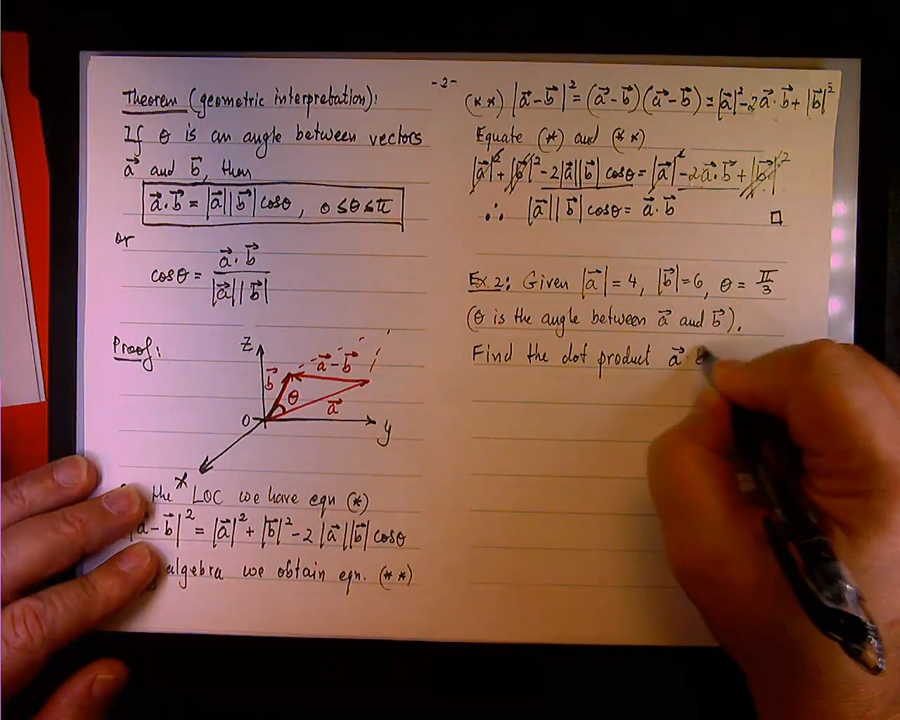 -2-
Theorem (geometric interpretation):
If θ is an angle between vectors
a⃗ and b⃗, then
a⃗·b⃗ = |a⃗||b⃗|cosθ, 0≤θ≤π
or
cosθ = a⃗·b⃗ / |a⃗||b⃗|
Proof:
z
b⃗
a⃗-b⃗
θ
a⃗
0
y
x
the LOC we have eqn (*)
|a⃗-b⃗|² = |a⃗|²+|b⃗|²-2|a⃗||b⃗|cosθ
algebra we obtain eqn. (**)
(**) |a⃗-b⃗|² = (a⃗-b⃗)(a⃗-b⃗) = |a⃗|²-2a⃗·b⃗+|b⃗|²
Equate (*) and (**)
|a⃗|²+|b⃗|²-2|a⃗||b⃗|cosθ = |a⃗|²-2a⃗·b⃗+|b⃗|²
∴ |a⃗||b⃗|cosθ = a⃗·b⃗ □
Ex.2: Given |a⃗|=4, |b⃗|=6, θ = π/3
(θ is the angle between a⃗ and b⃗).
Find the dot product a⃗·b